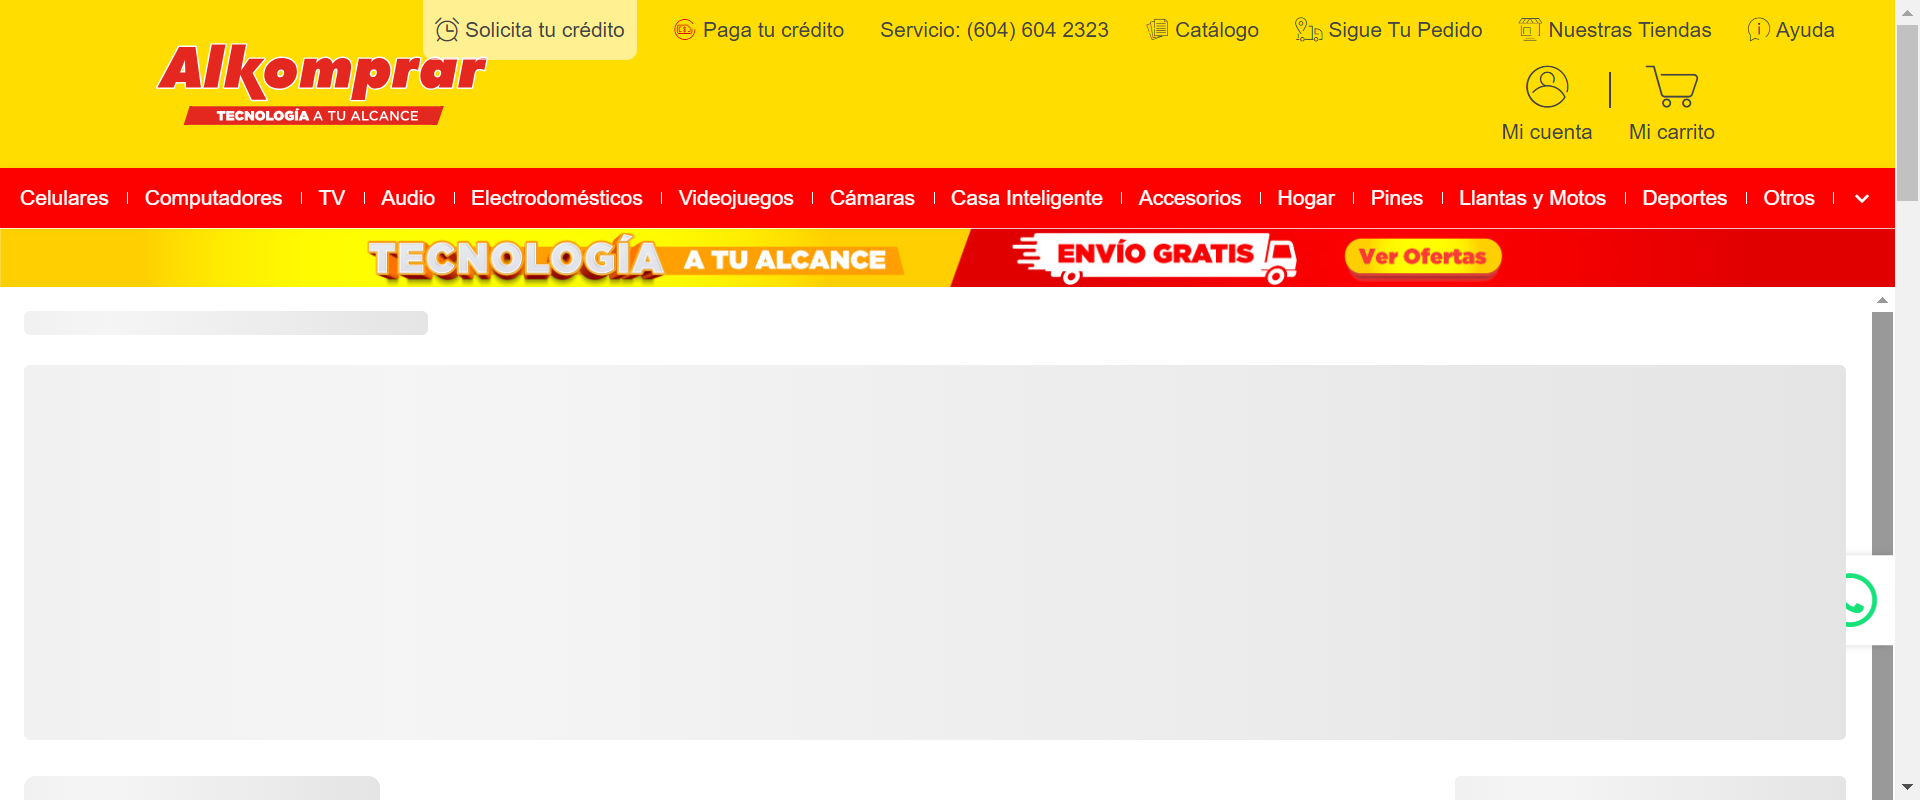 Solicita tu crédito
Paga tu crédito
Servicio: (604) 604 2323
Catálogo
Sigue Tu Pedido
Nuestras Tiendas
Ayuda
Alkomprar
TECNOLOGÍA A TU ALCANCE
Mi cuenta
Mi carrito
Celulares
Computadores
TV
Audio
Electrodomésticos
Videojuegos
Cámaras
Casa Inteligente
Accesorios
Hogar
Pines
Llantas y Motos
Deportes
Otros
TECNOLOGÍA A TU ALCANCE
ENVÍO GRATIS
Ver Ofertas